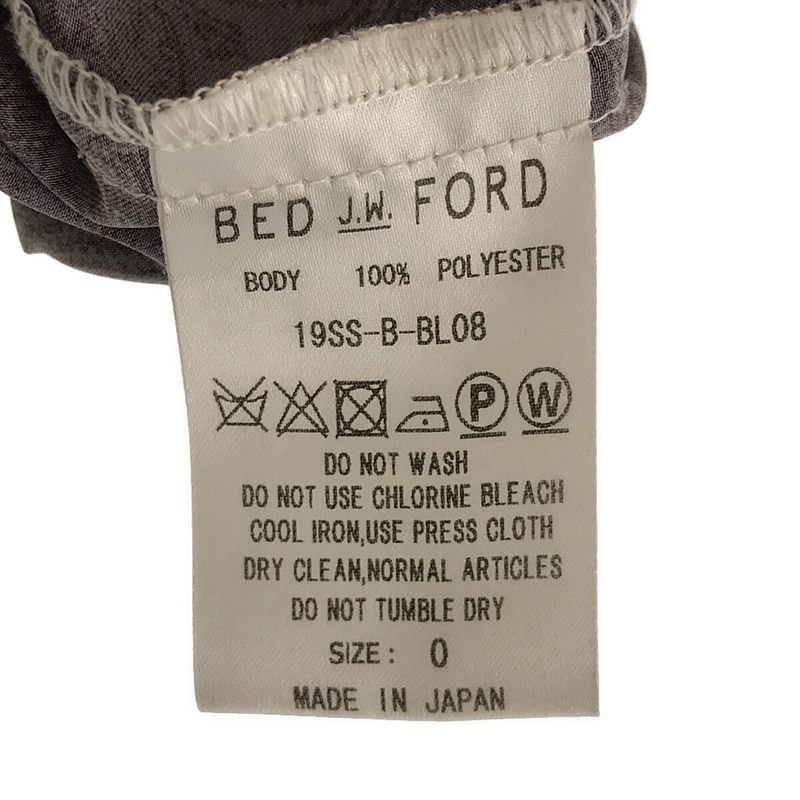 BED J.W. FORD
BODY 100% POLYESTER
19SS-B-BL08
P W
DO NOT WASH
DO NOT USE CHLORINE BLEACH
COOL IRON,USE PRESS CLOTH
DRY CLEAN,NORMAL ARTICLES
DO NOT TUMBLE DRY
SIZE: 0
MADE IN JAPAN